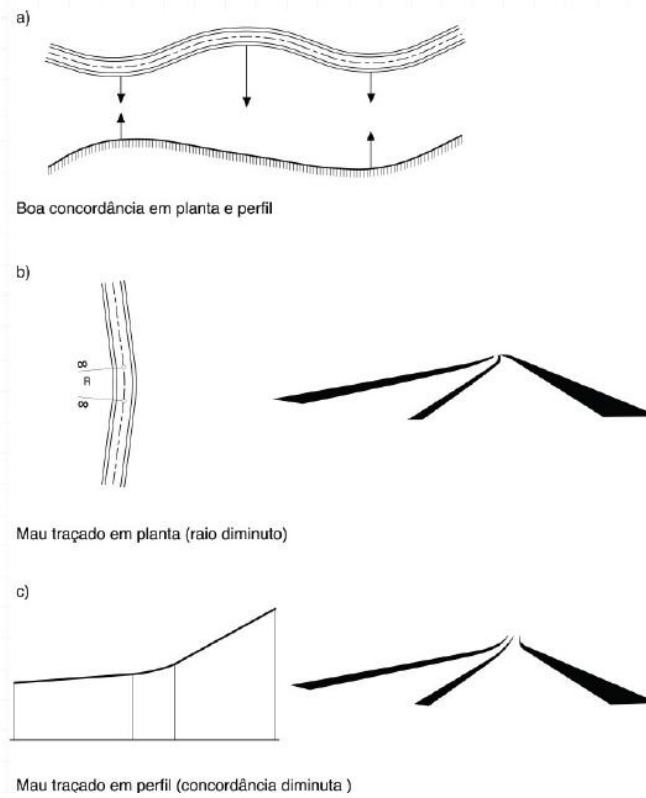 a)
Boa concordância em planta e perfil
b)
∞
R
∞
Mau traçado em planta (raio diminuto)
c)
Mau traçado em perfil (concordância diminuta )